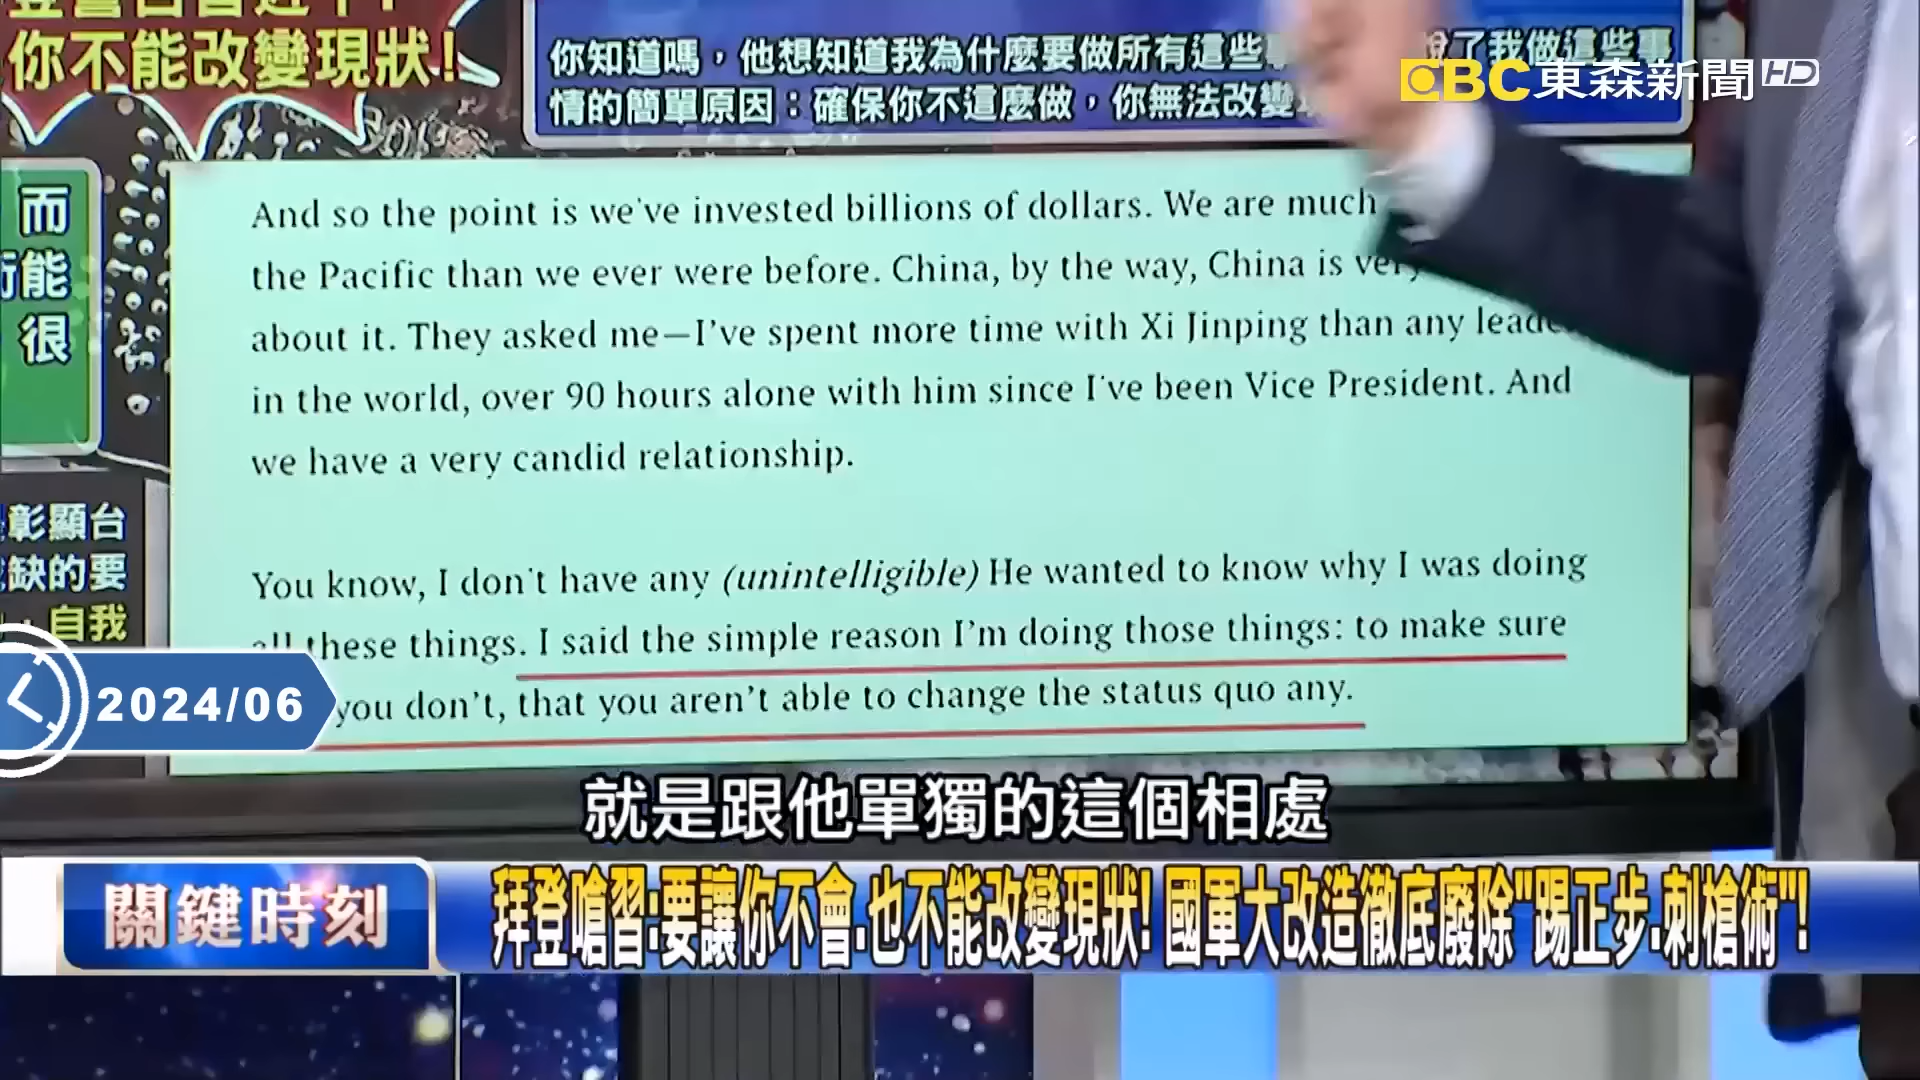 你不能改變現狀!
你知道嗎，他想知道我為什麼要做所有這些 了我做這些事
情的簡單原因：確保你不這麼做，你無法改變
EBC東森新聞HD
而
能
很
And so the point is we've invested billions of dollars. We are much
the Pacific than we ever were before. China, by the way, China is very
about it. They asked me—I've spent more time with Xi Jinping than any
in the world, over 90 hours alone with him since I've been Vice President. And
we have a very candid relationship.
You know, I don't have any (unintelligible) He wanted to know why I was doing
all these things. I said the simple reason I'm doing those things: to make sure
you don't, that you aren't able to change the status quo any.
彰顯台
缺的要
自我
2024/06
就是跟他單獨的這個相處
關鍵時刻
拜登嗆習:要讓你不會.也不能改變現狀! 國軍大改造徹底廢除"踢正步.刺槍術"!